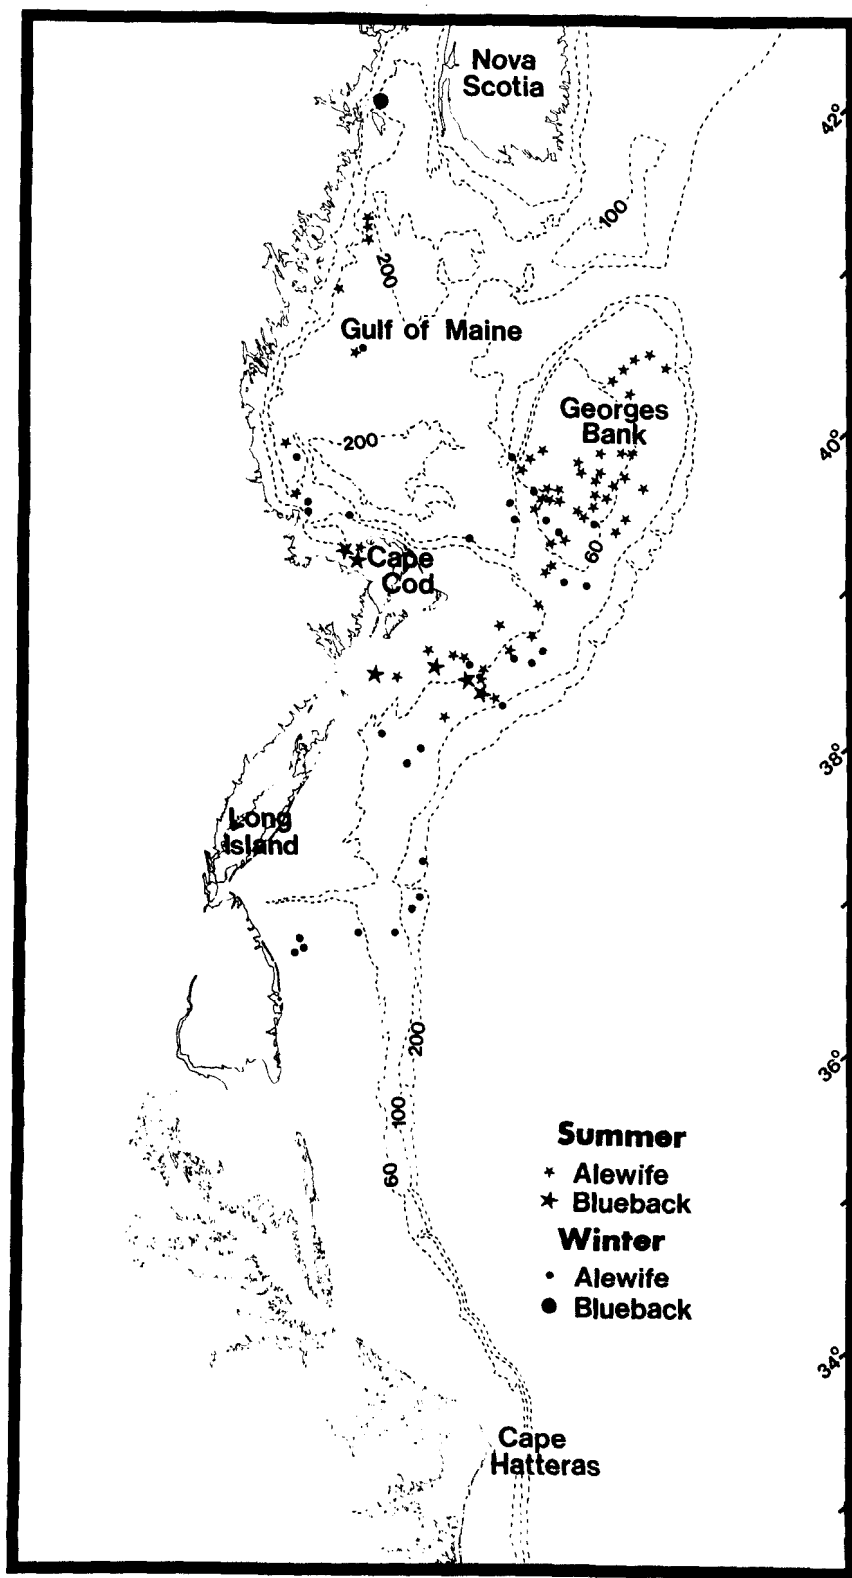 Nova
Scotia
42°
100
200
Gulf of Maine
Georges
Bank
40°
200
60
Cape
Cod
38°
Long
Island
200
36°
100
60
Summer
Alewife
Blueback
Winter
Alewife
Blueback
34°
Cape
Hatteras